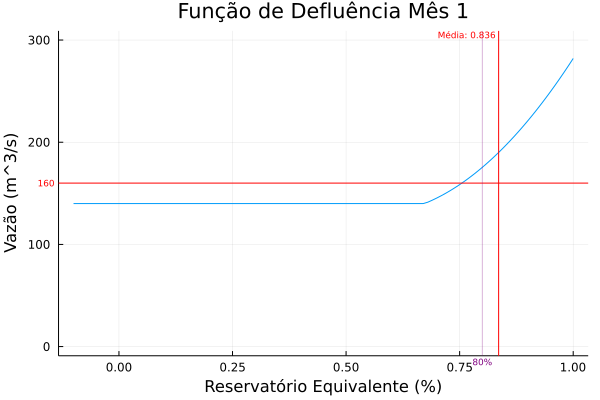 Função de Defluência Mês 1
Média: 0.836
300
200
160
100
0
Vazão (m^3/s)
0.00
0.25
0.50
0.75
80%
1.00
Reservatório Equivalente (%)